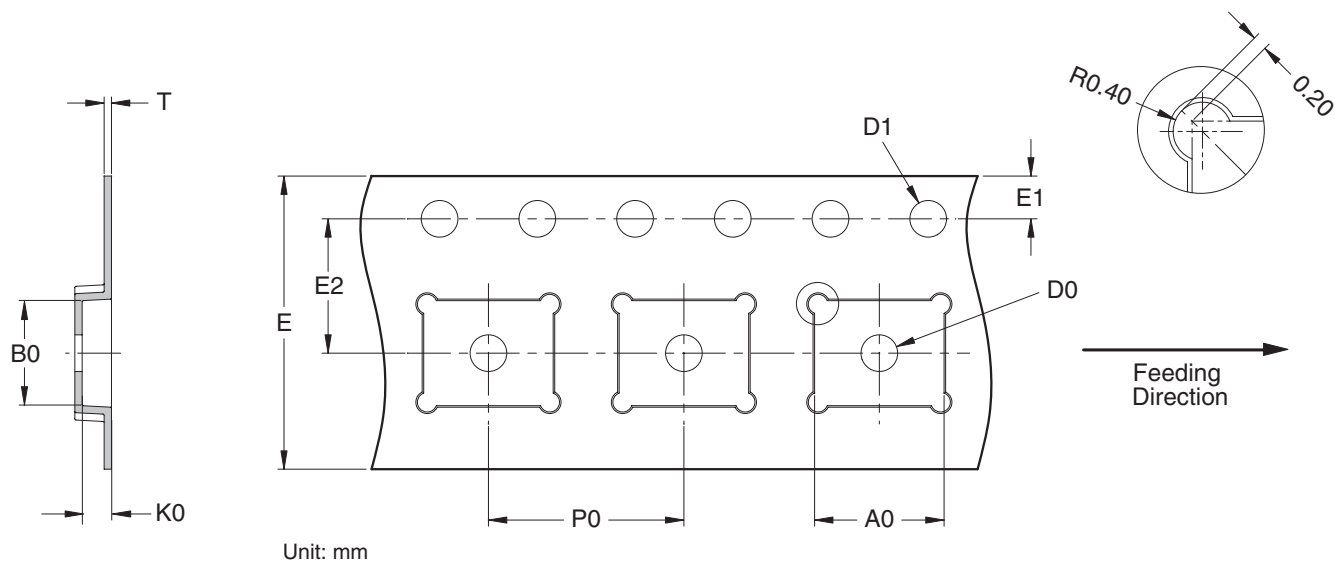 T
D1
R0.40
0.20
E1
E2
E
D0
B0
Feeding
Direction
K0
P0
A0
Unit: mm